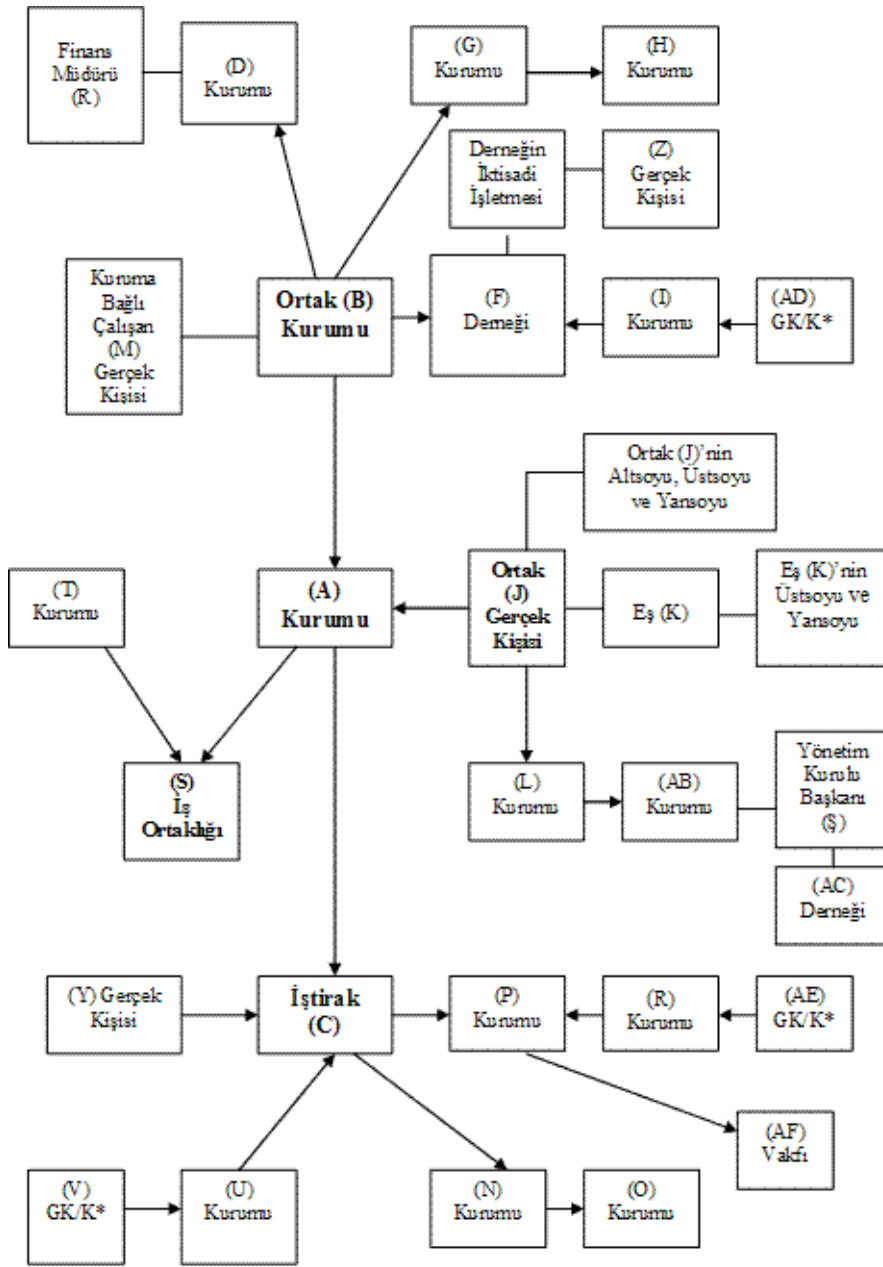 Finans
Müdürü
(R)
(D)
Kurumu
(G)
Kurumu
(H)
Kurumu
Derneğin
İktisadi
İşletmesi
(Z)
Gerçek
Kişisi
Kuruma
Bağlı
Çalışan
(M)
Gerçek
Kişisi
Ortak (B)
Kurumu
(F)
Derneği
(I)
Kurumu
(AD)
GK/K*
Ortak (J)'nin
Altsoyu, Üstsoyu
ve Yansoyu
(T)
Kurumu
(A)
Kurumu
Ortak
(J)
Gerçek
Kişisi
Eş (K)
Eş (K)'nin
Üstsoyu ve
Yansoyu
(S)
İş
Ortaklığı
(L)
Kurumu
(AB)
Kurumu
Yönetim
Kurulu
Başkanı
(Ş)
(AC)
Derneği
(Y) Gerçek
Kişisi
İştirak
(C)
(P)
Kurumu
(R)
Kurumu
(AE)
GK/K*
(AF)
Vakfı
(V)
GK/K*
(U)
Kurumu
(N)
Kurumu
(O)
Kurumu